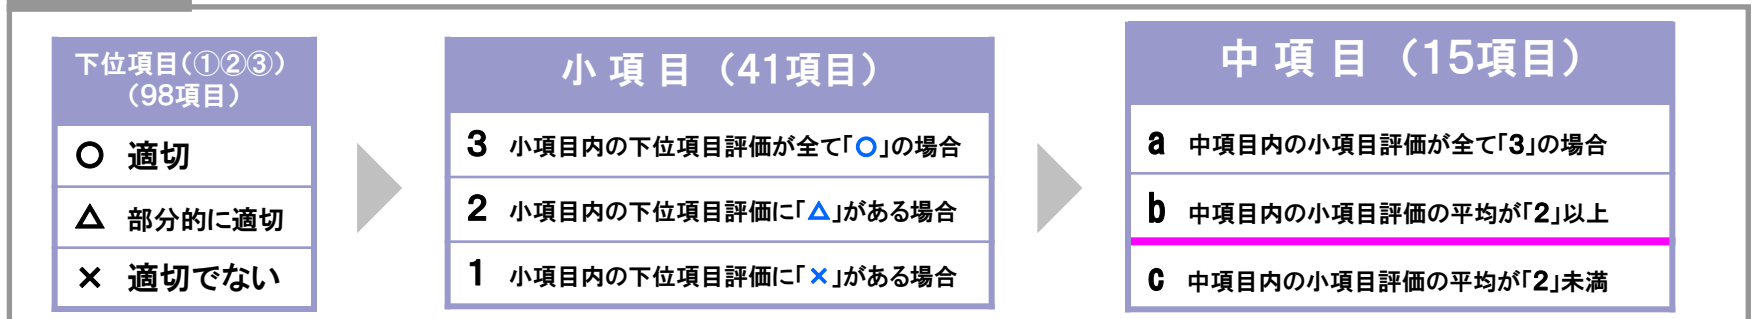 下位項目(①②③)
(98項目)
○ 適切
△ 部分的に適切
× 適切でない
小 項 目 (41項目)
3 小項目内の下位項目評価が全て「○」の場合
2 小項目内の下位項目評価に「△」がある場合
1 小項目内の下位項目評価に「×」がある場合
中 項 目 (15項目)
a 中項目内の小項目評価が全て「3」の場合
b 中項目内の小項目評価の平均が「2」以上
c 中項目内の小項目評価の平均が「2」未満